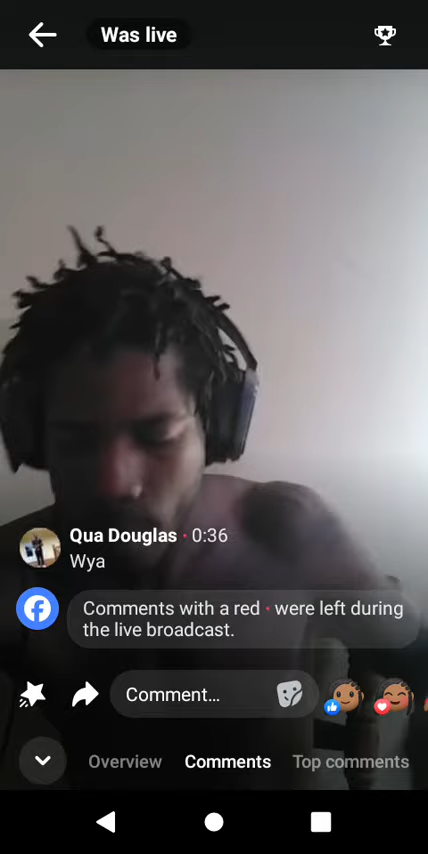 Was live
Qua Douglas • 0:36
Wya
Comments with a red • were left during
the live broadcast.
Comment...
Overview Comments Top comments